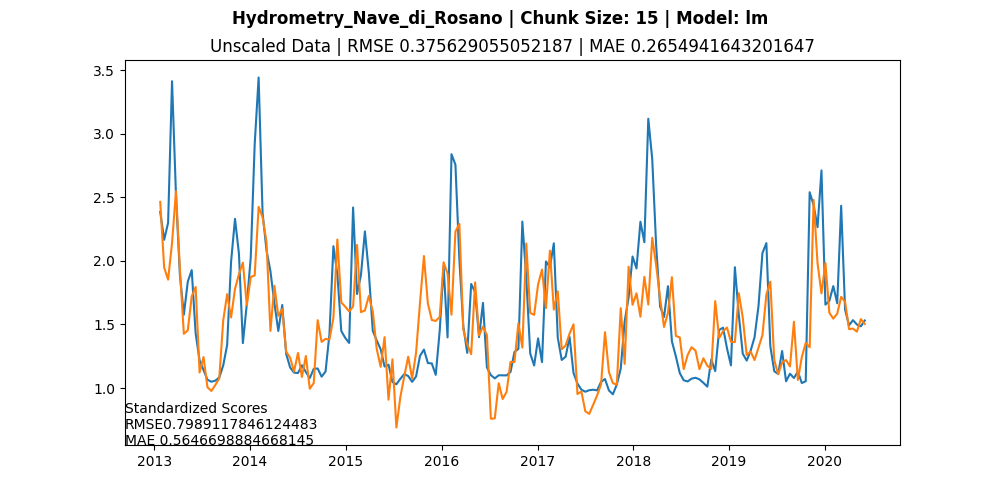 Hydrometry_Nave_di_Rosano | Chunk Size: 15 | Model: lm
Unscaled Data | RMSE 0.375629055052187 | MAE 0.2654941643201647
3.5
3.0
2.5
2.0
1.5
1.0
Standardized Scores
RMSE0.7989117846124483
MAE 0.5646698884668145
2013 2014 2015 2016 2017 2018 2019 2020